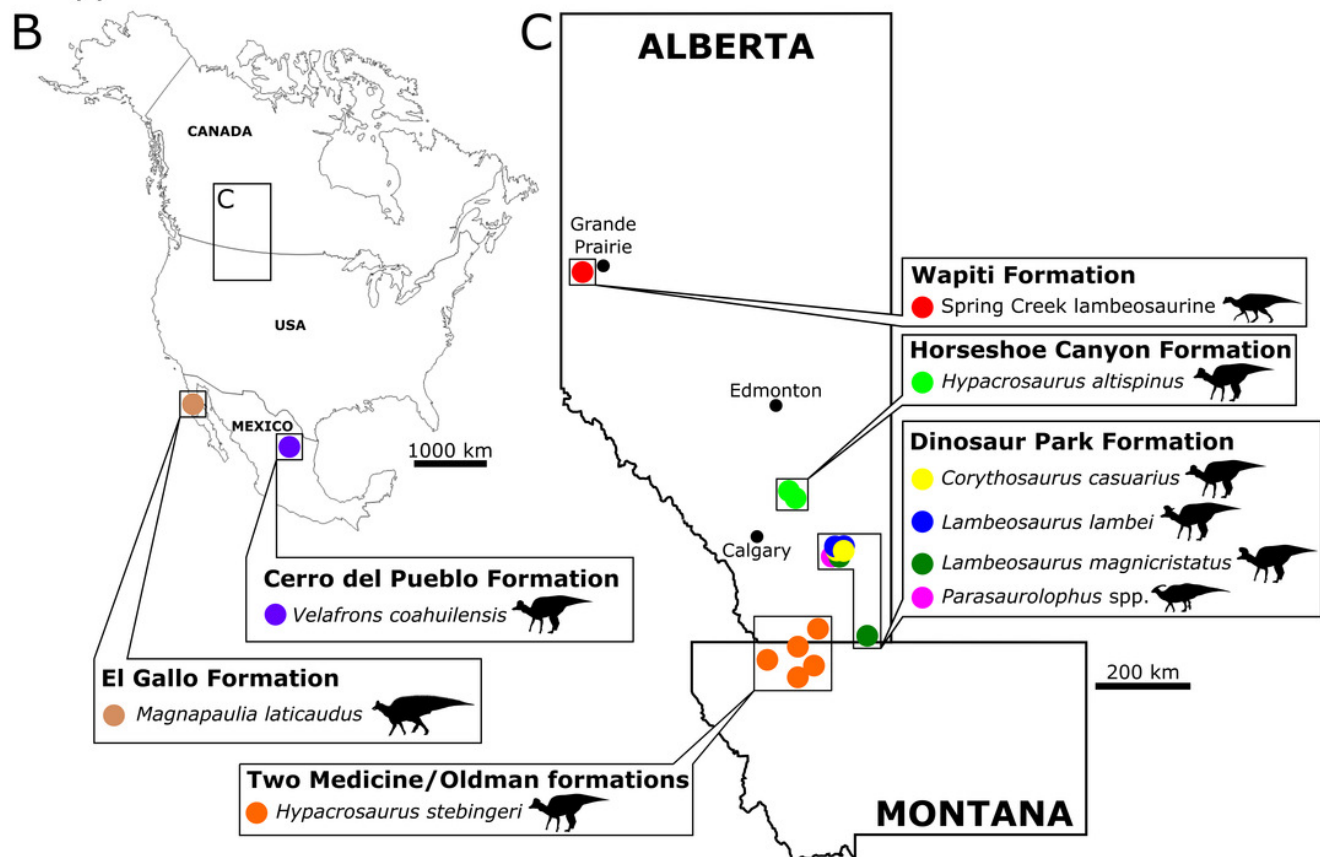 B
CANADA
C
USA
MEXICO
1000 km
Cerro del Pueblo Formation
Velafrons coahuilensis
El Gallo Formation
Magnapaulia laticaudus
Two Medicine/Oldman formations
Hypacrosaurus stebingeri
C
ALBERTA
Grande
Prairie
Edmonton
Calgary
Wapiti Formation
Spring Creek lambeosaurine
Horseshoe Canyon Formation
Hypacrosaurus altispinus
Dinosaur Park Formation
Corythosaurus casuarius
Lambeosaurus lambei
Lambeosaurus magnicristatus
Parasaurolophus spp.
200 km
MONTANA